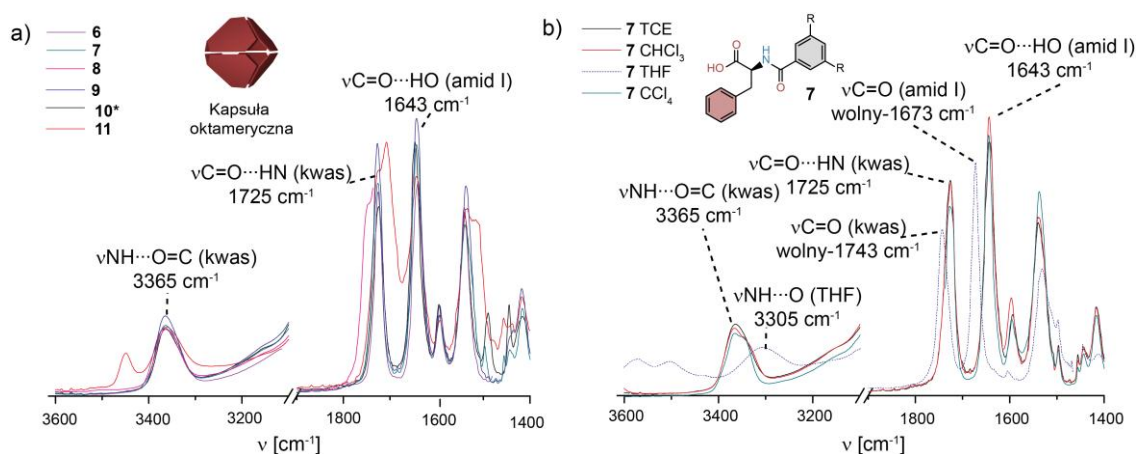 a)
6
7
8
9
10*
11
Kapsuła
oktameryczna
νC=O···HO (amid I)
1643 cm-1
νC=O···HN (kwas)
1725 cm-1
νNH···O=C (kwas)
3365 cm-1
3600
3400
3200
1800
1600
1400
ν [cm-1]
b)
7 TCE
7 CHCl3
7 THF
7 CCl4
R
O
H
N
HO
R
O
7
νC=O···HO (amid I)
1643 cm-1
νC=O (amid I)
wolny-1673 cm-1
νC=O···HN (kwas)
1725 cm-1
νNH···O=C (kwas)
3365 cm-1
νC=O (kwas)
wolny-1743 cm-1
νNH···O (THF)
3305 cm-1
3600
3400
3200
1800
1600
1400
ν [cm-1]